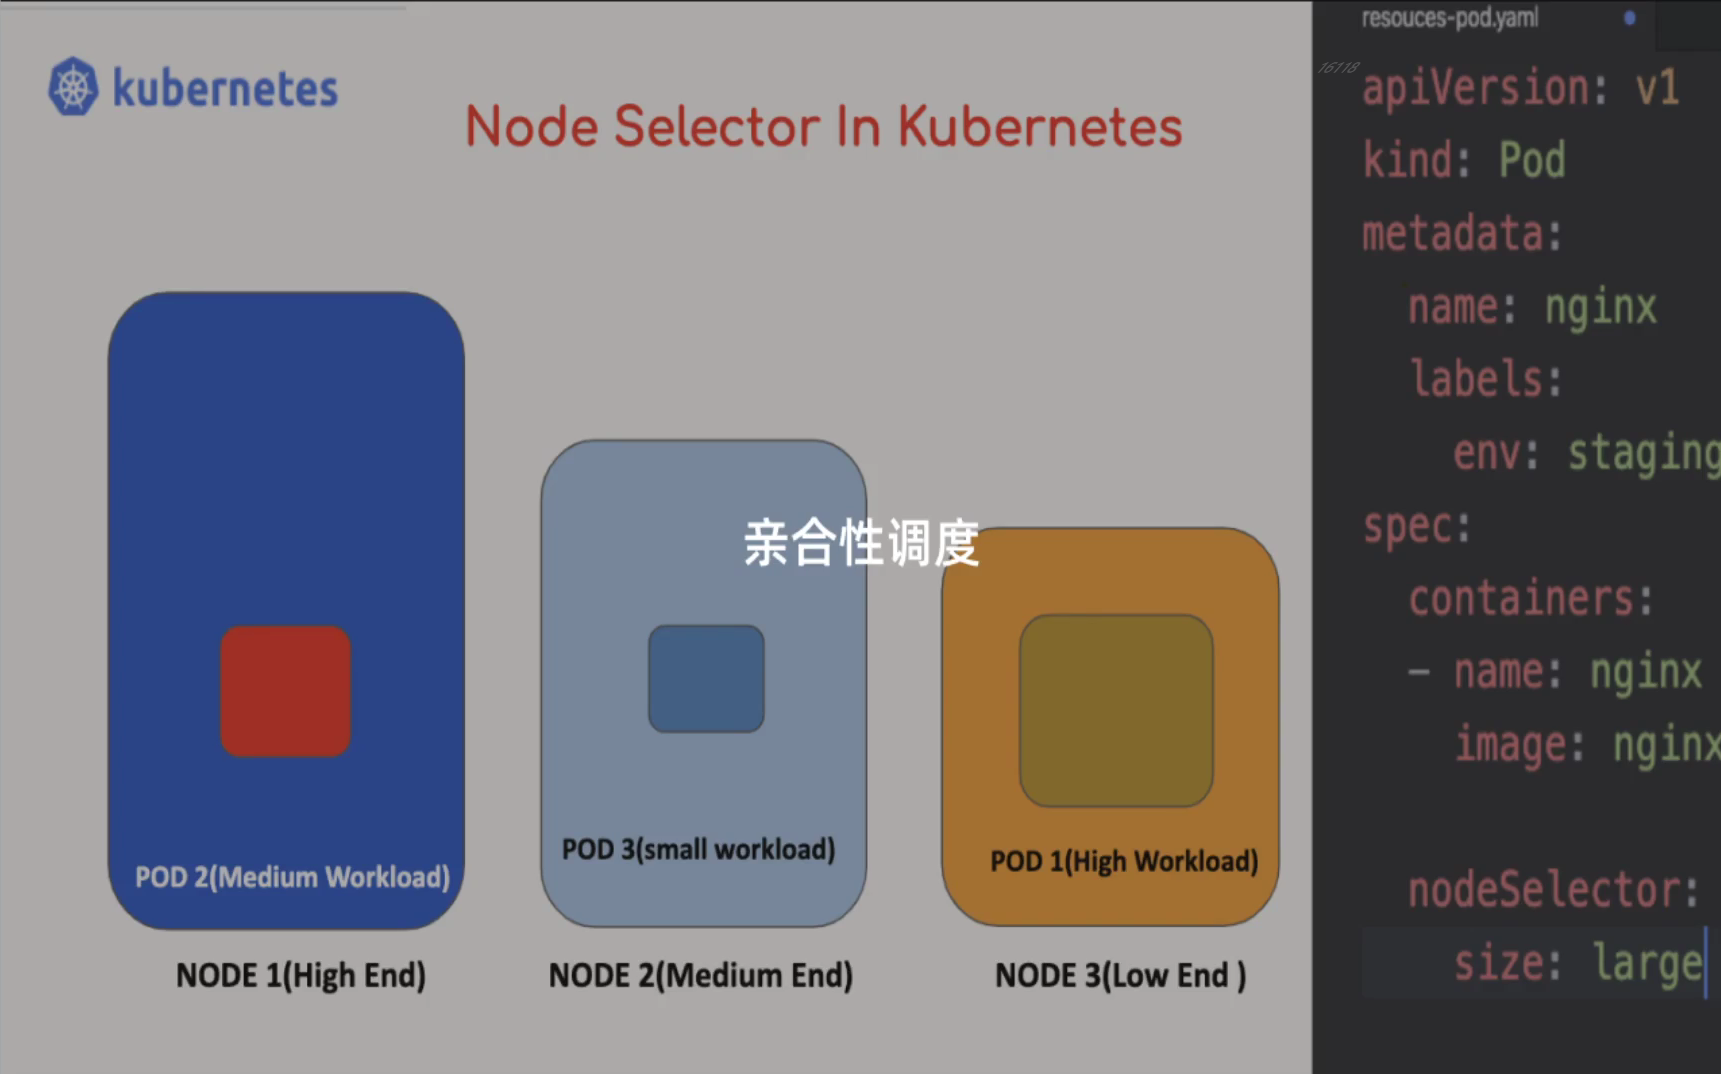 kubernetes
Node Selector In Kubernetes
亲合性调度
POD 2(Medium Workload)
POD 3(small workload)
POD 1(High Workload)
NODE 1(High End)
NODE 2(Medium End)
NODE 3(Low End )
resouces-pod.yaml
16118
apiVersion: v1
kind: Pod
metadata:
name: nginx
labels:
env: staging
spec:
containers:
- name: nginx
image: nginx
nodeSelector:
size: large